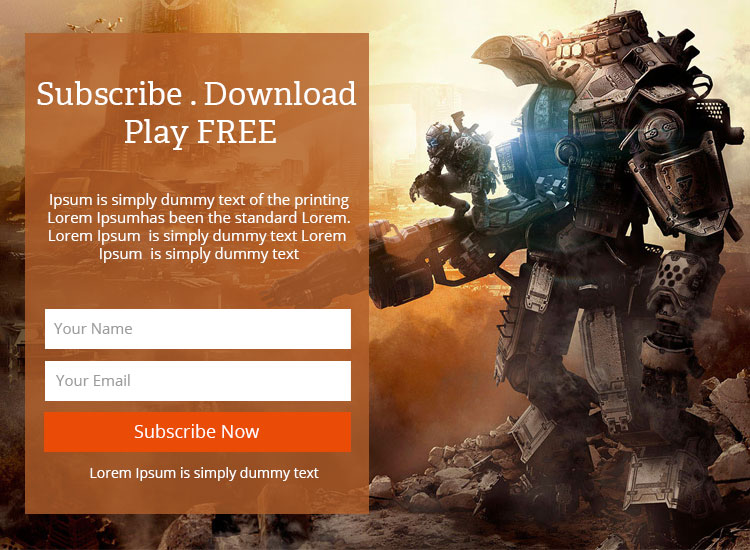 Subscribe . Download
Play FREE
Ipsum is simply dummy text of the printing
Lorem Ipsumhas been the standard Lorem.
Lorem Ipsum is simply dummy text Lorem
Ipsum is simply dummy text
Your Name
Your Email
Subscribe Now
Lorem Ipsum is simply dummy text